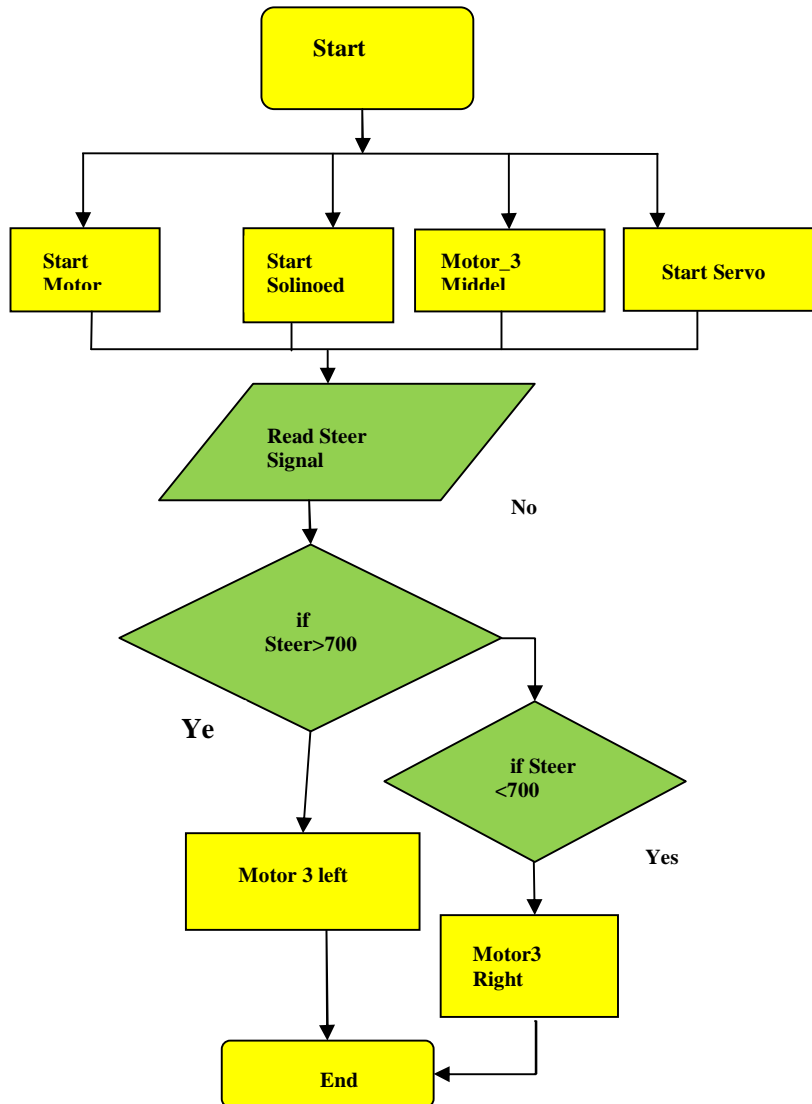 Start
Start
Motor
Start
Solinoed
Motor_3
Middel
Start Servo
Read Steer
Signal
No
if
Steer>700
Ye
if Steer
<700
Yes
Motor 3 left
Motor3
Right
End